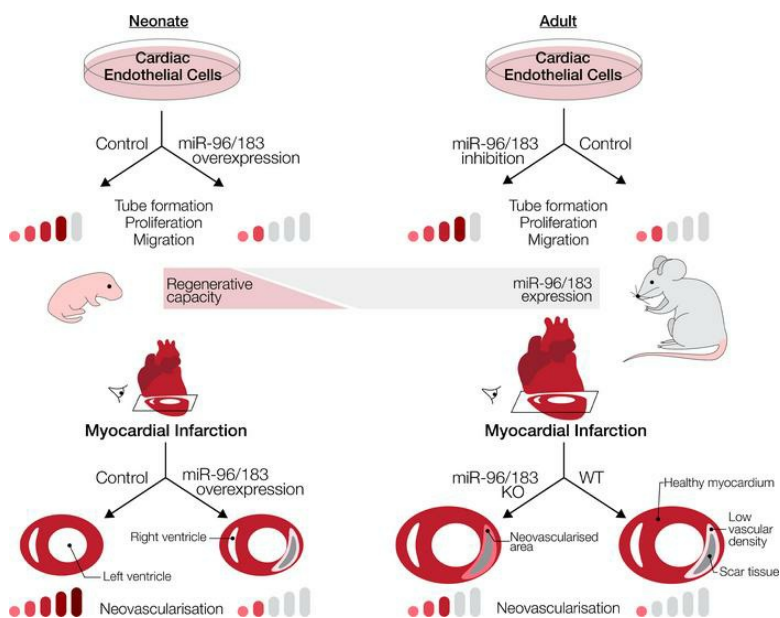 Neonate
Cardiac
Endothelial Cells
Control
miR-96/183
overexpression
Tube formation
Proliferation
Migration
Adult
Cardiac
Endothelial Cells
miR-96/183
inhibition
Control
Tube formation
Proliferation
Migration
Regenerative
capacity
miR-96/183
expression
Myocardial Infarction
Control
miR-96/183
overexpression
Right ventricle
Left ventricle
Neovascularisation
Myocardial Infarction
miR-96/183
KO
WT
Neovascularised
area
Healthy myocardium
Low
vascular
density
Scar tissue
Neovascularisation